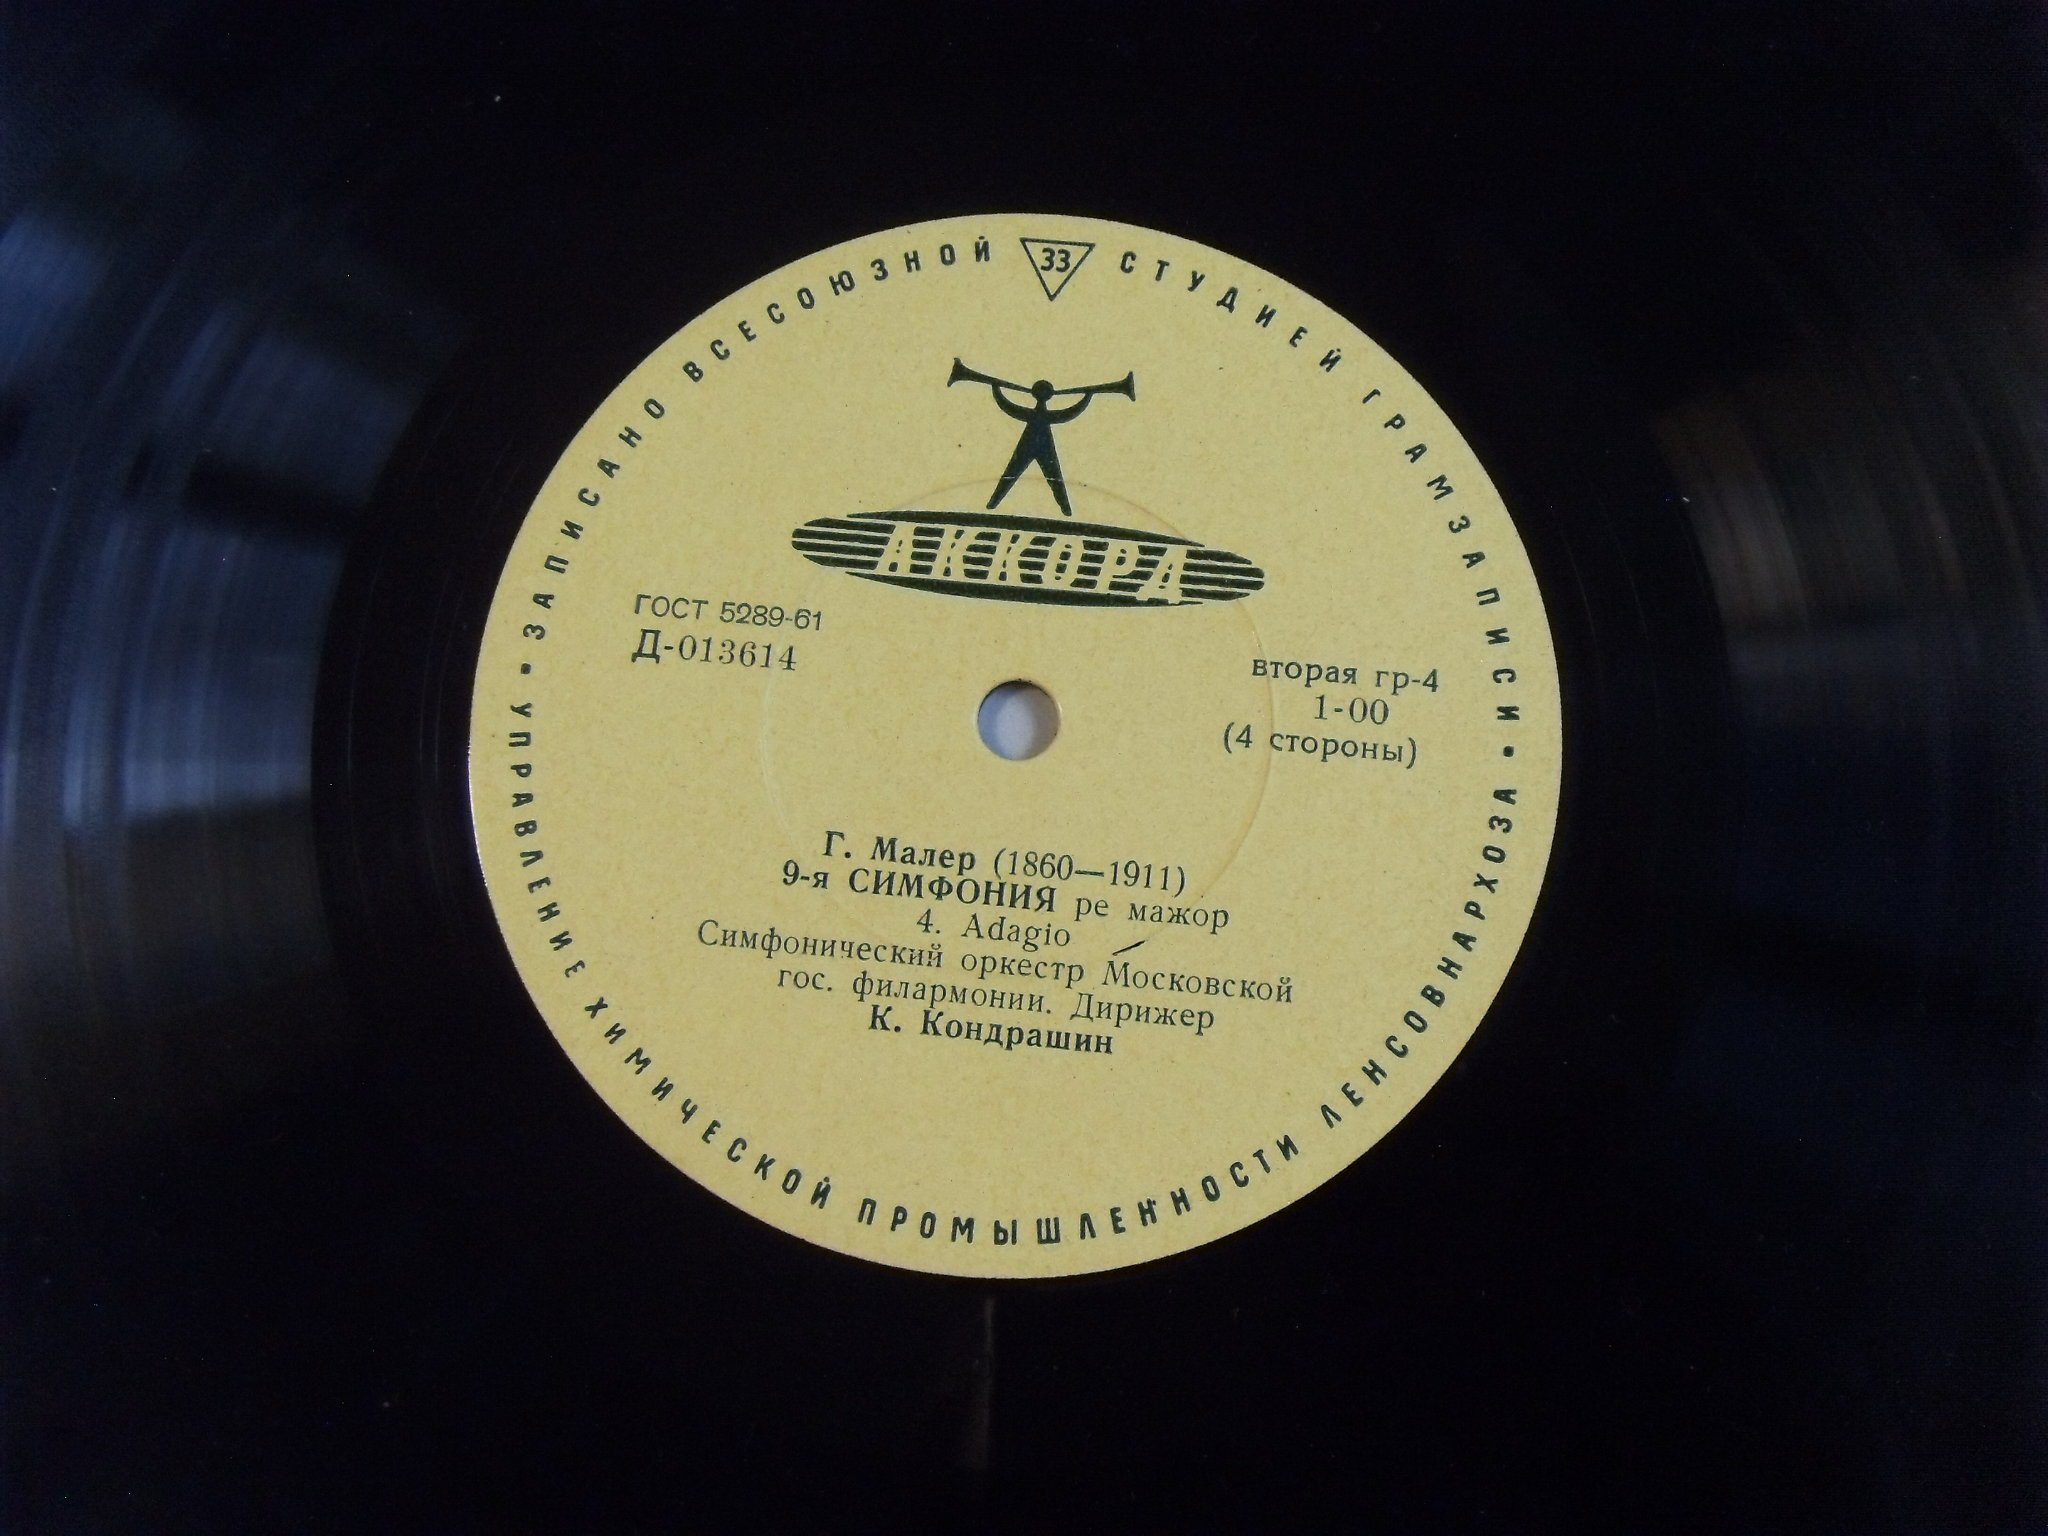 ЗАПИСАНО ВСЕСОЮЗНОЙ 33 СТУДИЕЙ ГРАМЗАПИСИ •
АККОРД
ГОСТ 5289-61
Д-013614
вторая гр-4
1-00
(4 стороны)
Г. Малер (1860—1911)
9-я СИМФОНИЯ ре мажор
4. Adagio
Симфонический оркестр Московской
гос. филармонии. Дирижер
К. Кондрашин
• УПРАВЛЕНИЕ ХИМИЧЕСКОЙ ПРОМЫШЛЕННОСТИ ЛЕНСОВНАРХОЗА